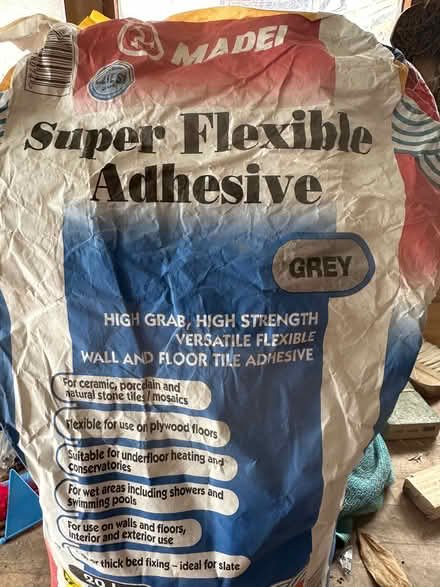 MAPEI
Super Flexible
Adhesive
GREY
HIGH GRAB, HIGH STRENGTH
VERSATILE FLEXIBLE
WALL AND FLOOR TILE ADHESIVE
For ceramic, porcelain and
natural stone tiles / mosaics
Flexible for use on plywood floors
Suitable for underfloor heating and
conservatories
For wet areas including showers and
swimming pools
For use on walls and floors,
interior and exterior use
or thick bed fixing - ideal for slate
20